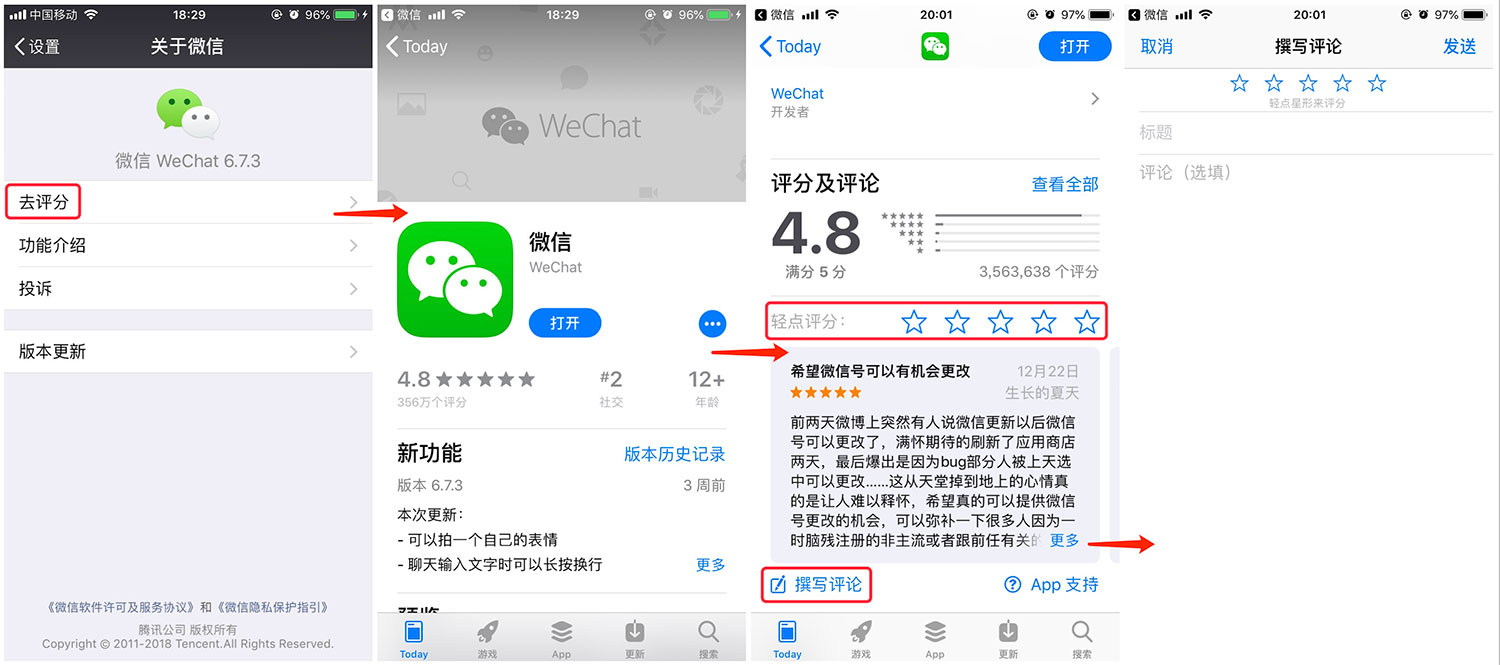 中国移动 18:29 96%
设置 关于微信
微信 WeChat 6.7.3
去评分
功能介绍
投诉
版本更新
《微信软件许可及服务协议》和《微信隐私保护指引》
腾讯公司 版权所有
Copyright © 2011-2018 Tencent.All Rights Reserved.
微信 18:29 96%
Today
WeChat
微信
WeChat
打开
4.8 #2 12+
356万个评分 社交 年龄
新功能 版本历史记录
版本 6.7.3 3 周前
本次更新：
- 可以拍一个自己的表情
- 聊天输入文字时可以长按换行 更多
预览
Today 游戏 App 更新 搜索
微信 20:01 97%
Today 打开
WeChat
开发者
评分及评论 查看全部
4.8
满分 5 分 3,563,638 个评分
轻点评分：
希望微信号可以有机会更改 12月22日
生长的夏天
前两天微博上突然有人说微信更新以后微信
号可以更改了，满怀期待的刷新了应用商店
两天，最后爆出是因为bug部分人被上天选
中可以更改……这从天堂掉到地上的心情真
的是让人难以释怀，希望真的可以提供微信
号更改的机会，可以弥补一下很多人因为一
时脑残注册的非主流或者跟前任有关的 更多
撰写评论 App 支持
Today 游戏 App 更新 搜索
微信 20:01 97%
取消 撰写评论 发送
轻点星形来评分
标题
评论（选填）